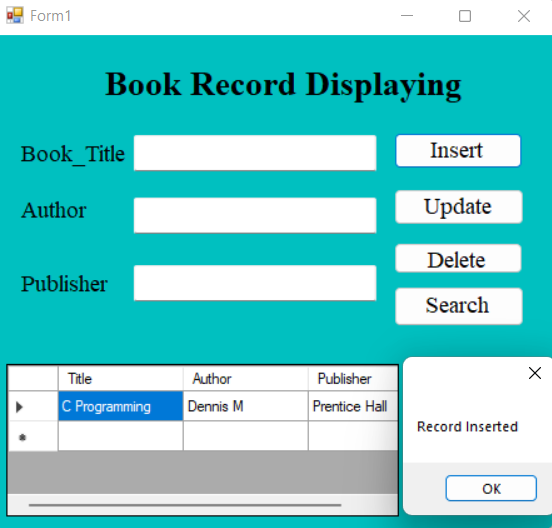 Form1
Book Record Displaying
Book_Title
Insert
Author
Update
Delete
Publisher
Search
Title Author Publisher
C Programming Dennis M Prentice Hall
Record Inserted
OK